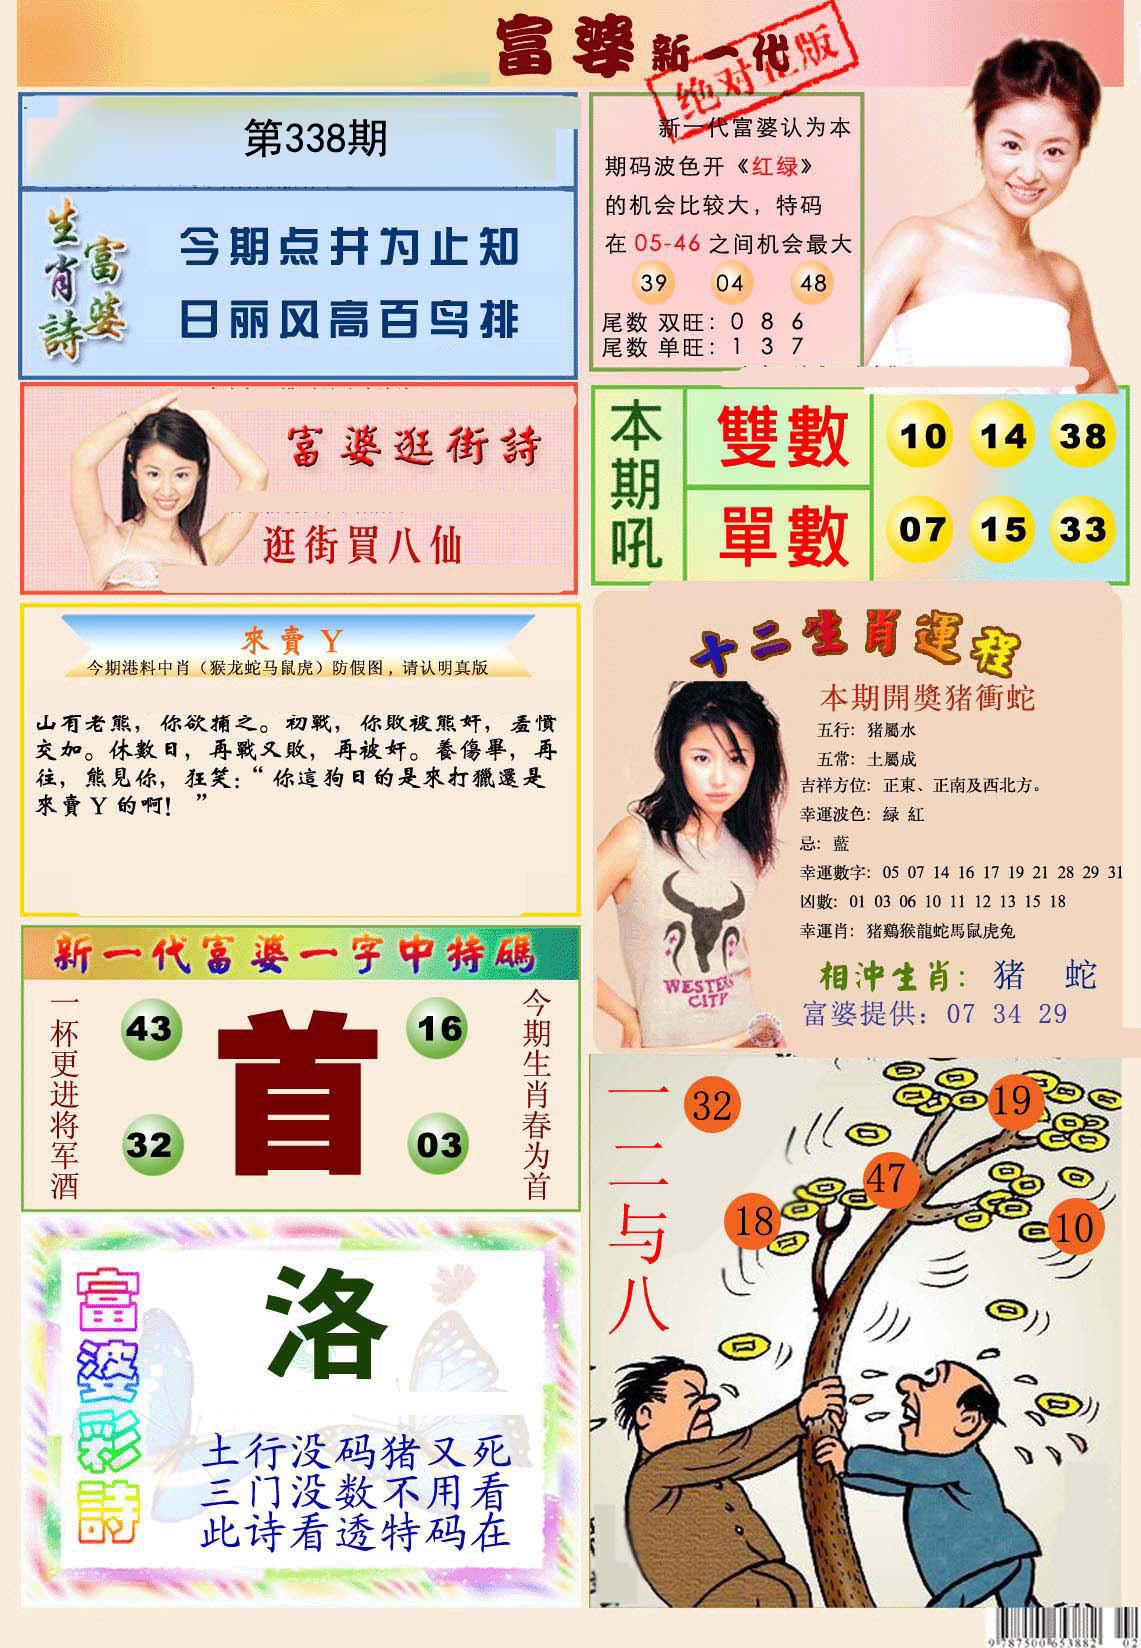 富婆新一代
绝对正版
第338期
富婆生肖詩
今期点井为止知
日丽风高百鸟排
新一代富婆认为本
期码波色开《红绿》
的机会比较大，特码
在 05-46 之间机会最大
39 04 48
尾数 双旺：0 8 6
尾数 单旺：1 3 7
富婆逛街詩
逛街買八仙
本期吼
雙數
10 14 38
單數
07 15 33
來賣 Y
今期港料中肖（猴龙蛇马鼠虎）防假图，请认明真版
山有老熊，你欲捕之。初戰，你敗被熊奸，羞憤
交加。休數日，再戰又敗，再被奸。養傷畢，再
往，熊見你，狂笑：“你這狗日的是來打獵還是
來賣 Y 的啊！”
十二生肖運程
本期開獎猪衝蛇
五行：猪屬水
五常：土屬成
吉祥方位：正東、正南及西北方。
幸運波色：緑 紅
忌：藍
幸運數字：05 07 14 16 17 19 21 28 29 31
凶數：01 03 06 10 11 12 13 15 18
幸運肖：猪鷄猴龍蛇馬鼠虎兔
相沖生肖：猪 蛇
富婆提供：07 34 29
WESTERN
CITY
新一代富婆一字中特碼
一杯更进将军酒
43 16
首
32 03
今期生肖春为首
富婆彩詩
洛
土行没码猪又死
三门没数不用看
此诗看透特码在
一二与八
32
19
47
18
10
9 787500 653882 02